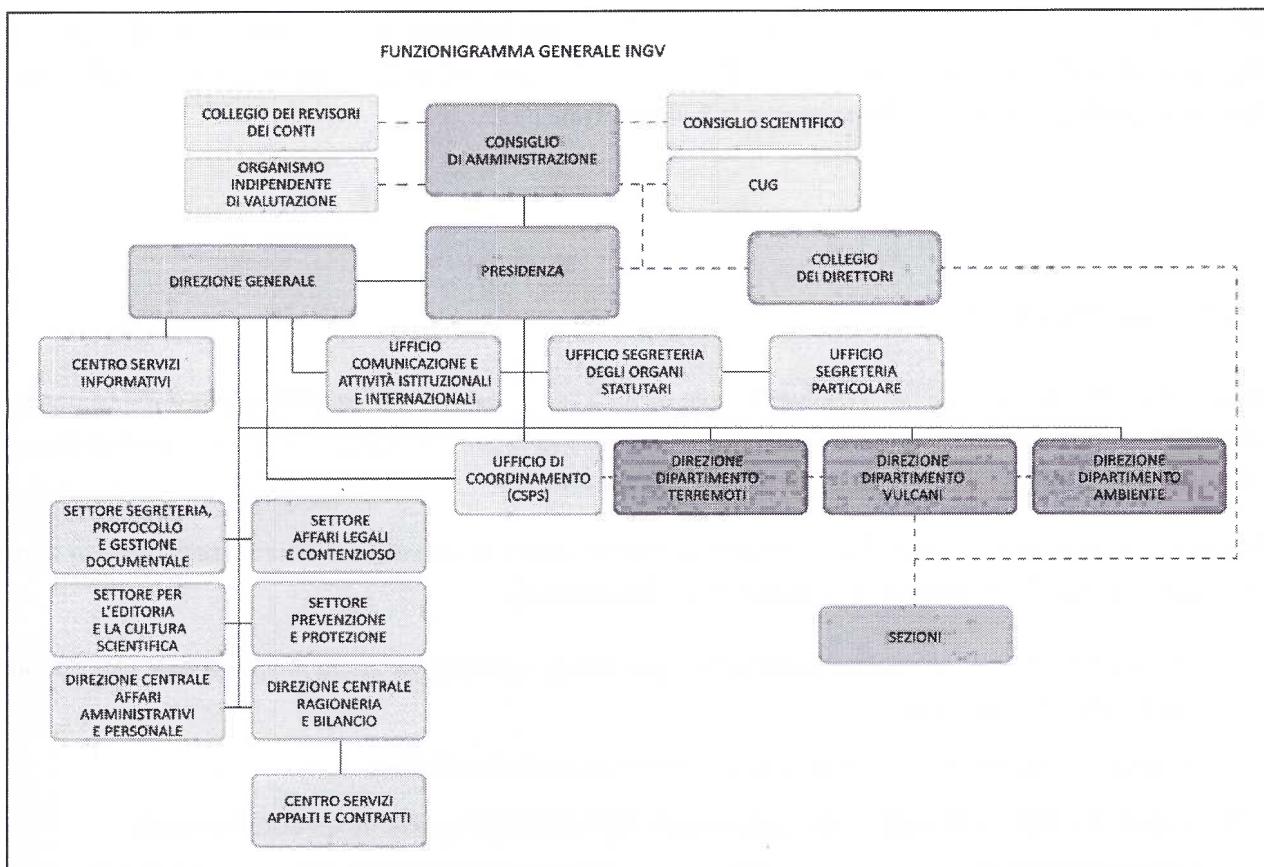 FUNZIONIGRAMMA GENERALE INGV
COLLEGIO DEI REVISORI
DEI CONTI
CONSIGLIO
DI AMMINISTRAZIONE
CONSIGLIO SCIENTIFICO
ORGANISMO
INDIPENDENTE
DI VALUTAZIONE
CUG
DIREZIONE GENERALE
PRESIDENZA
COLLEGIO
DEI DIRETTORI
CENTRO SERVIZI
INFORMATIVI
UFFICIO
COMUNICAZIONE E
ATTIVITÀ ISTITUZIONALI
E INTERNAZIONALI
UFFICIO SEGRETERIA
DEGLI ORGANI
STATUTARI
UFFICIO
SEGRETERIA
PARTICOLARE
UFFICIO DI
COORDINAMENTO
(CSPS)
DIREZIONE
DIPARTIMENTO
TERREMOTI
DIREZIONE
DIPARTIMENTO
VULCANI
DIREZIONE
DIPARTIMENTO
AMBIENTE
SETTORE SEGRETERIA,
PROTOCOLLO
E GESTIONE
DOCUMENTALE
SETTORE
AFFARI LEGALI
E CONTENZIOSO
SETTORE PER
L'EDITORIA
E LA CULTURA
SCIENTIFICA
SETTORE
PREVENZIONE
E PROTEZIONE
SEZIONI
DIREZIONE CENTRALE
AFFARI
AMMINISTRATIVI
E PERSONALE
DIREZIONE CENTRALE
RAGIONERIA
E BILANCIO
CENTRO SERVIZI
APPALTI E CONTRATTI